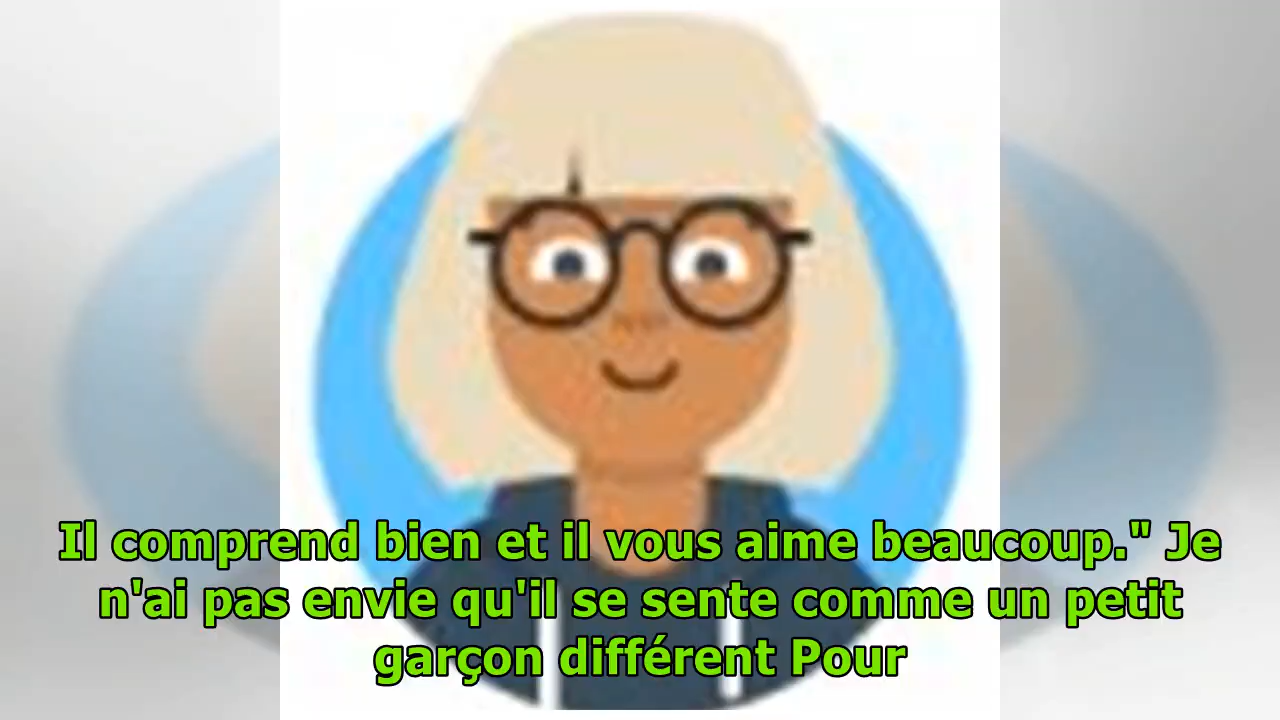 Il comprend bien et il vous aime beaucoup." Je
n'ai pas envie qu'il se sente comme un petit
garçon différent Pour